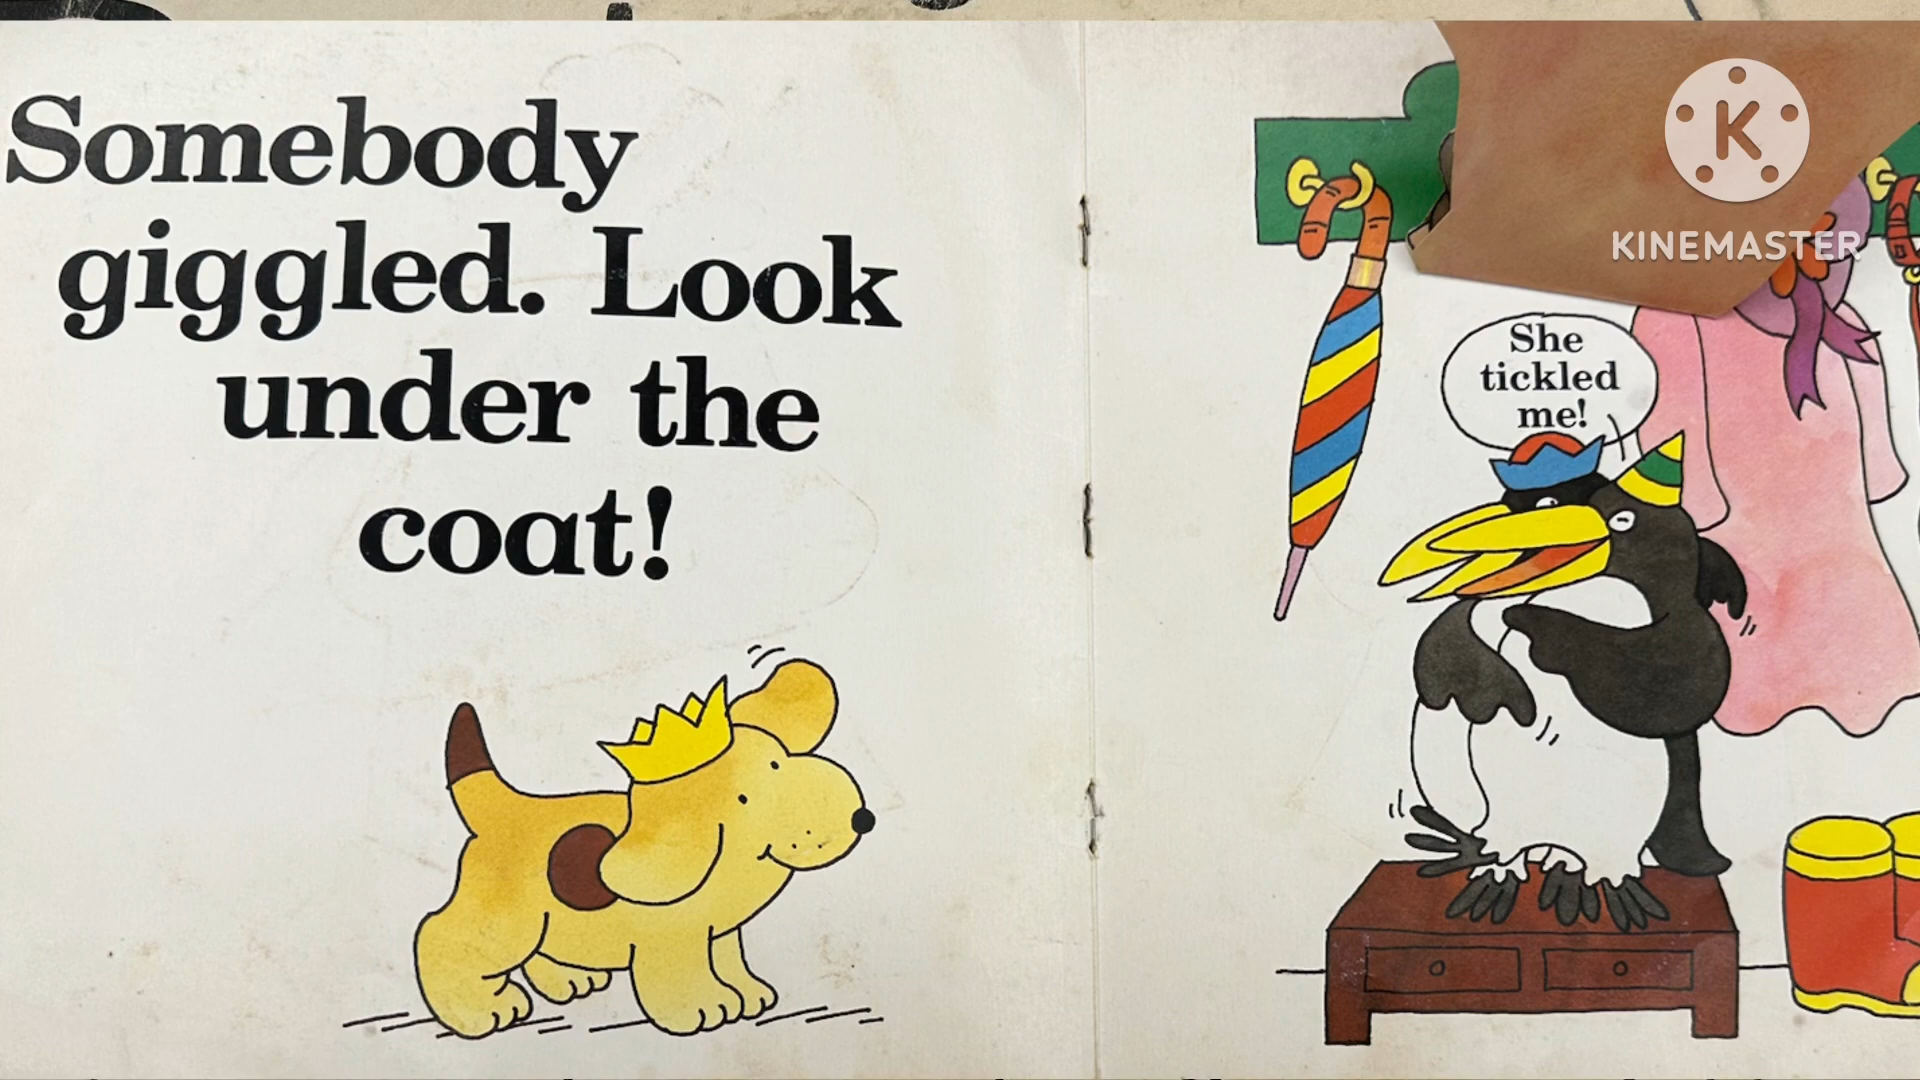 Somebody
giggled. Look
under the
coat!
She
tickled
me!
K
KINEMASTER